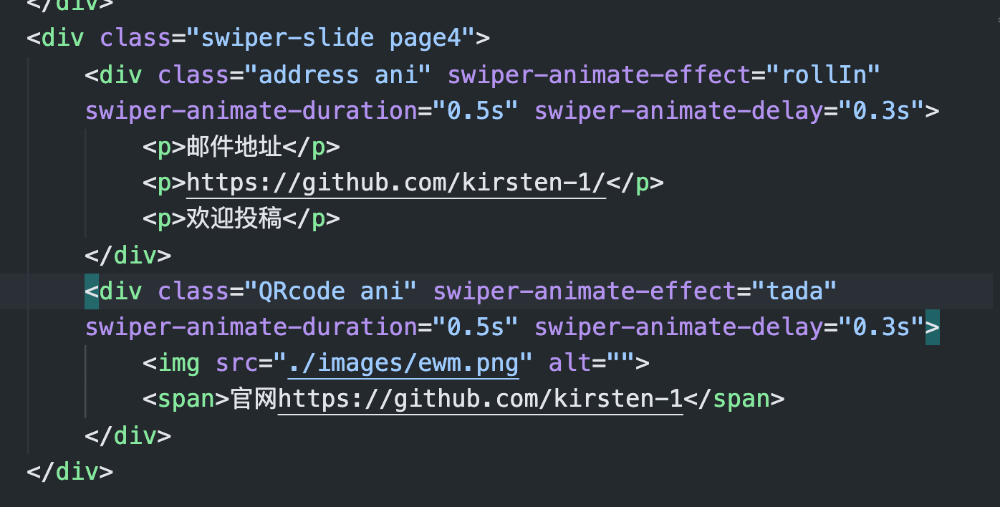 </div>
<div class="swiper-slide page4">
<div class="address ani" swiper-animate-effect="rollIn"
swiper-animate-duration="0.5s" swiper-animate-delay="0.3s">
<p>邮件地址</p>
<p>https://github.com/kirsten-1/</p>
<p>欢迎投稿</p>
</div>
<div class="QRcode ani" swiper-animate-effect="tada"
swiper-animate-duration="0.5s" swiper-animate-delay="0.3s">
<img src="./images/ewm.png" alt="">
<span>官网https://github.com/kirsten-1</span>
</div>
</div>